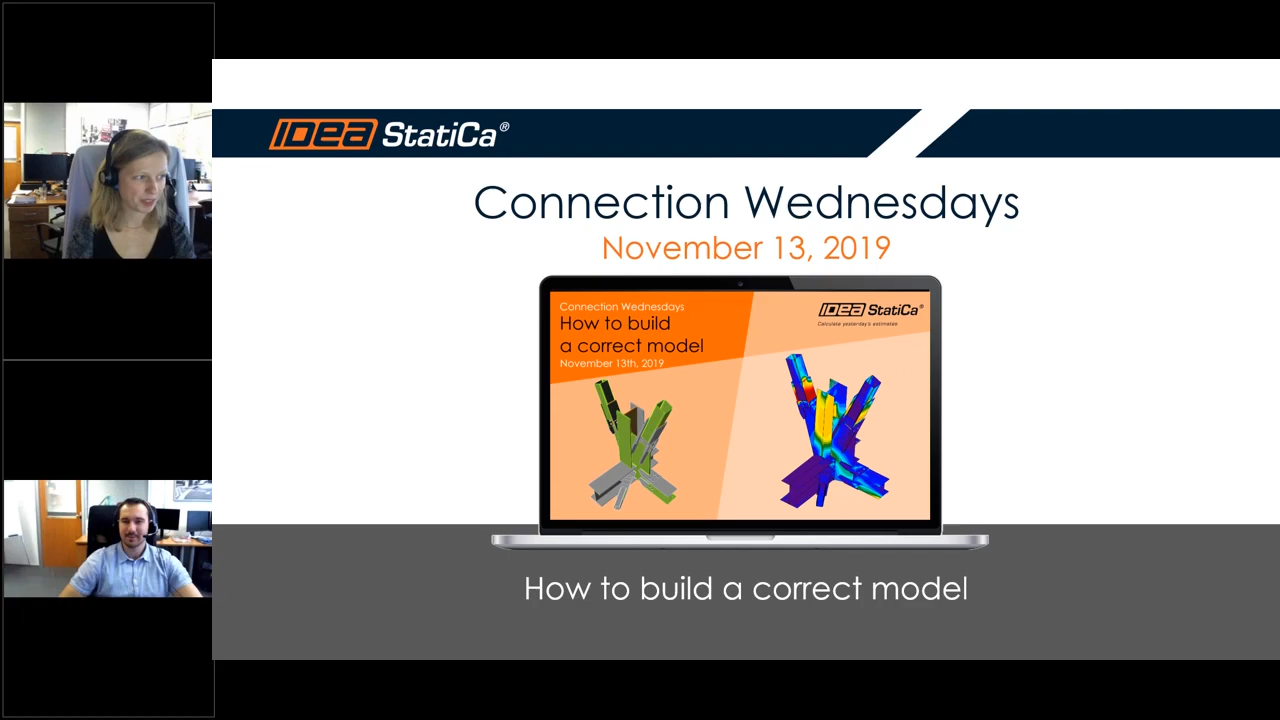 IDEA StatiCa®
Connection Wednesdays
November 13, 2019
Connection Wednesdays
How to build
a correct model
November 13th, 2019
IDEA StatiCa®
Calculate yesterday's estimates
How to build a correct model